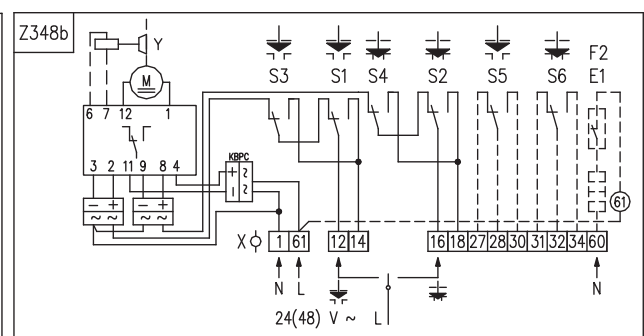 Z348b
Y
M
S3 S1 S4 S2 S5 S6 F2
E1
6 7 12 1
3 2 11 9 8 4
KBPC
+ ~
− ~
− +
~ ~
− +
~ ~
61
X 1 61 12 14 16 18 27 28 30 31 32 34 60
N L N
24(48) V ~ L